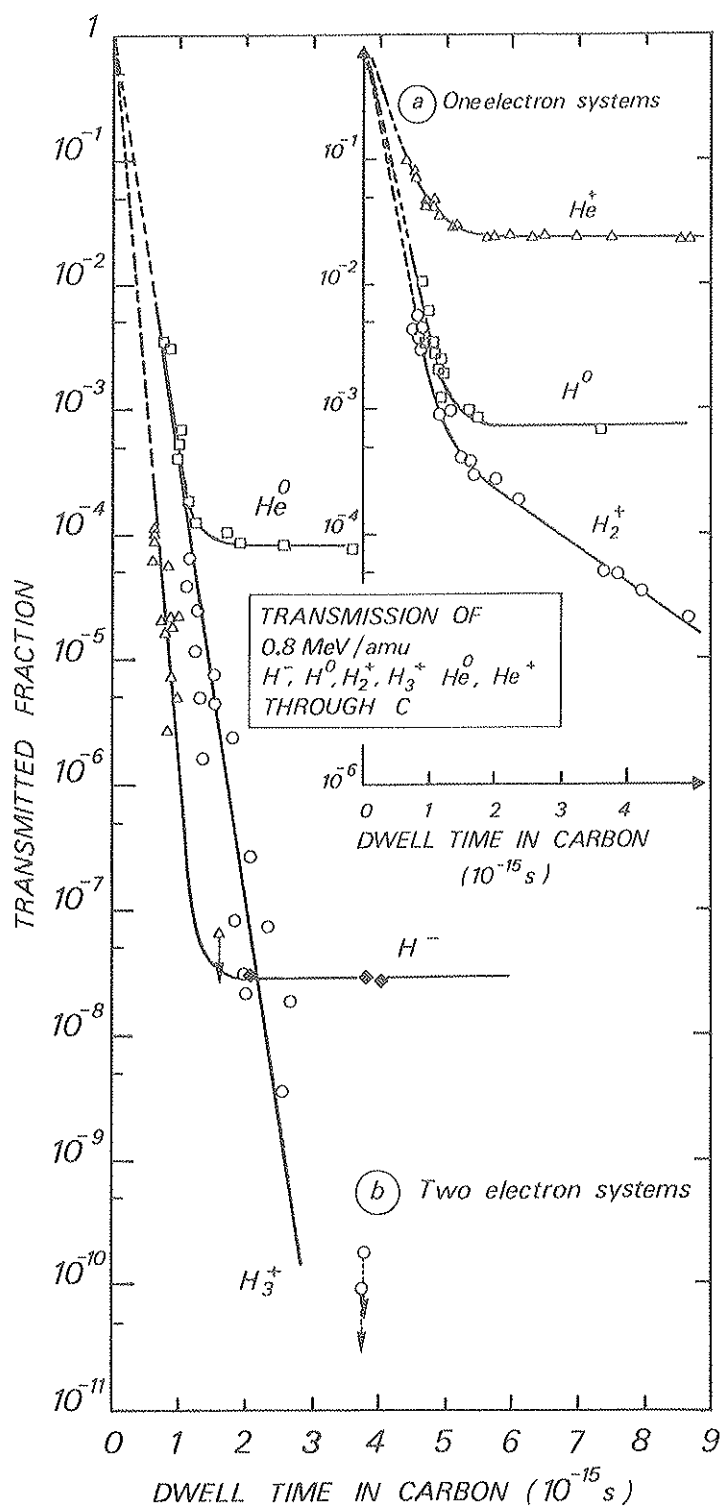 1
10⁻¹
10⁻²
10⁻³
10⁻⁴
10⁻⁵
10⁻⁶
10⁻⁷
10⁻⁸
10⁻⁹
10⁻¹⁰
10⁻¹¹
TRANSMITTED FRACTION
0 1 2 3 4 5 6 7 8 9
DWELL TIME IN CARBON (10⁻¹⁵s)
a One electron systems
10⁻¹
10⁻²
10⁻³
10⁻⁴
10⁻⁶
He⁺
H⁰
H₂⁺
0 1 2 3 4
DWELL TIME IN CARBON
(10⁻¹⁵s)
He⁰
TRANSMISSION OF
0.8 MeV/amu
H⁻, H⁰, H₂⁺, H₃⁺ He⁰, He⁺
THROUGH C
H⁻
b Two electron systems
H₃⁺